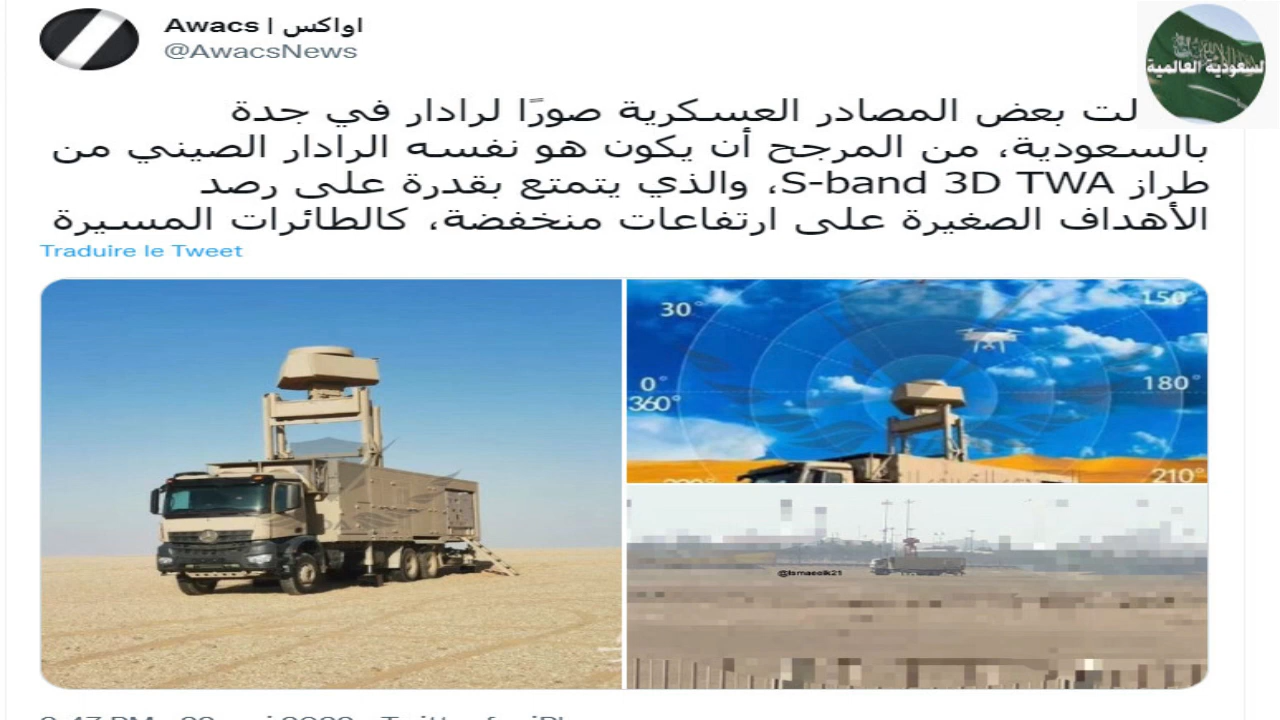 Awacs | اواكس
@AwacsNews
السعودية العالمية
لت بعض المصادر العسكرية صورًا لرادار في جدة
بالسعودية، من المرجح أن يكون هو نفسه الرادار الصيني من
طراز S-band 3D TWA، والذي يتمتع بقدرة على رصد
الأهداف الصغيرة على ارتفاعات منخفضة، كالطائرات المسيرة
Traduire le Tweet
30°
150°
0°
180°
360°
210°
@Ismaeelk21